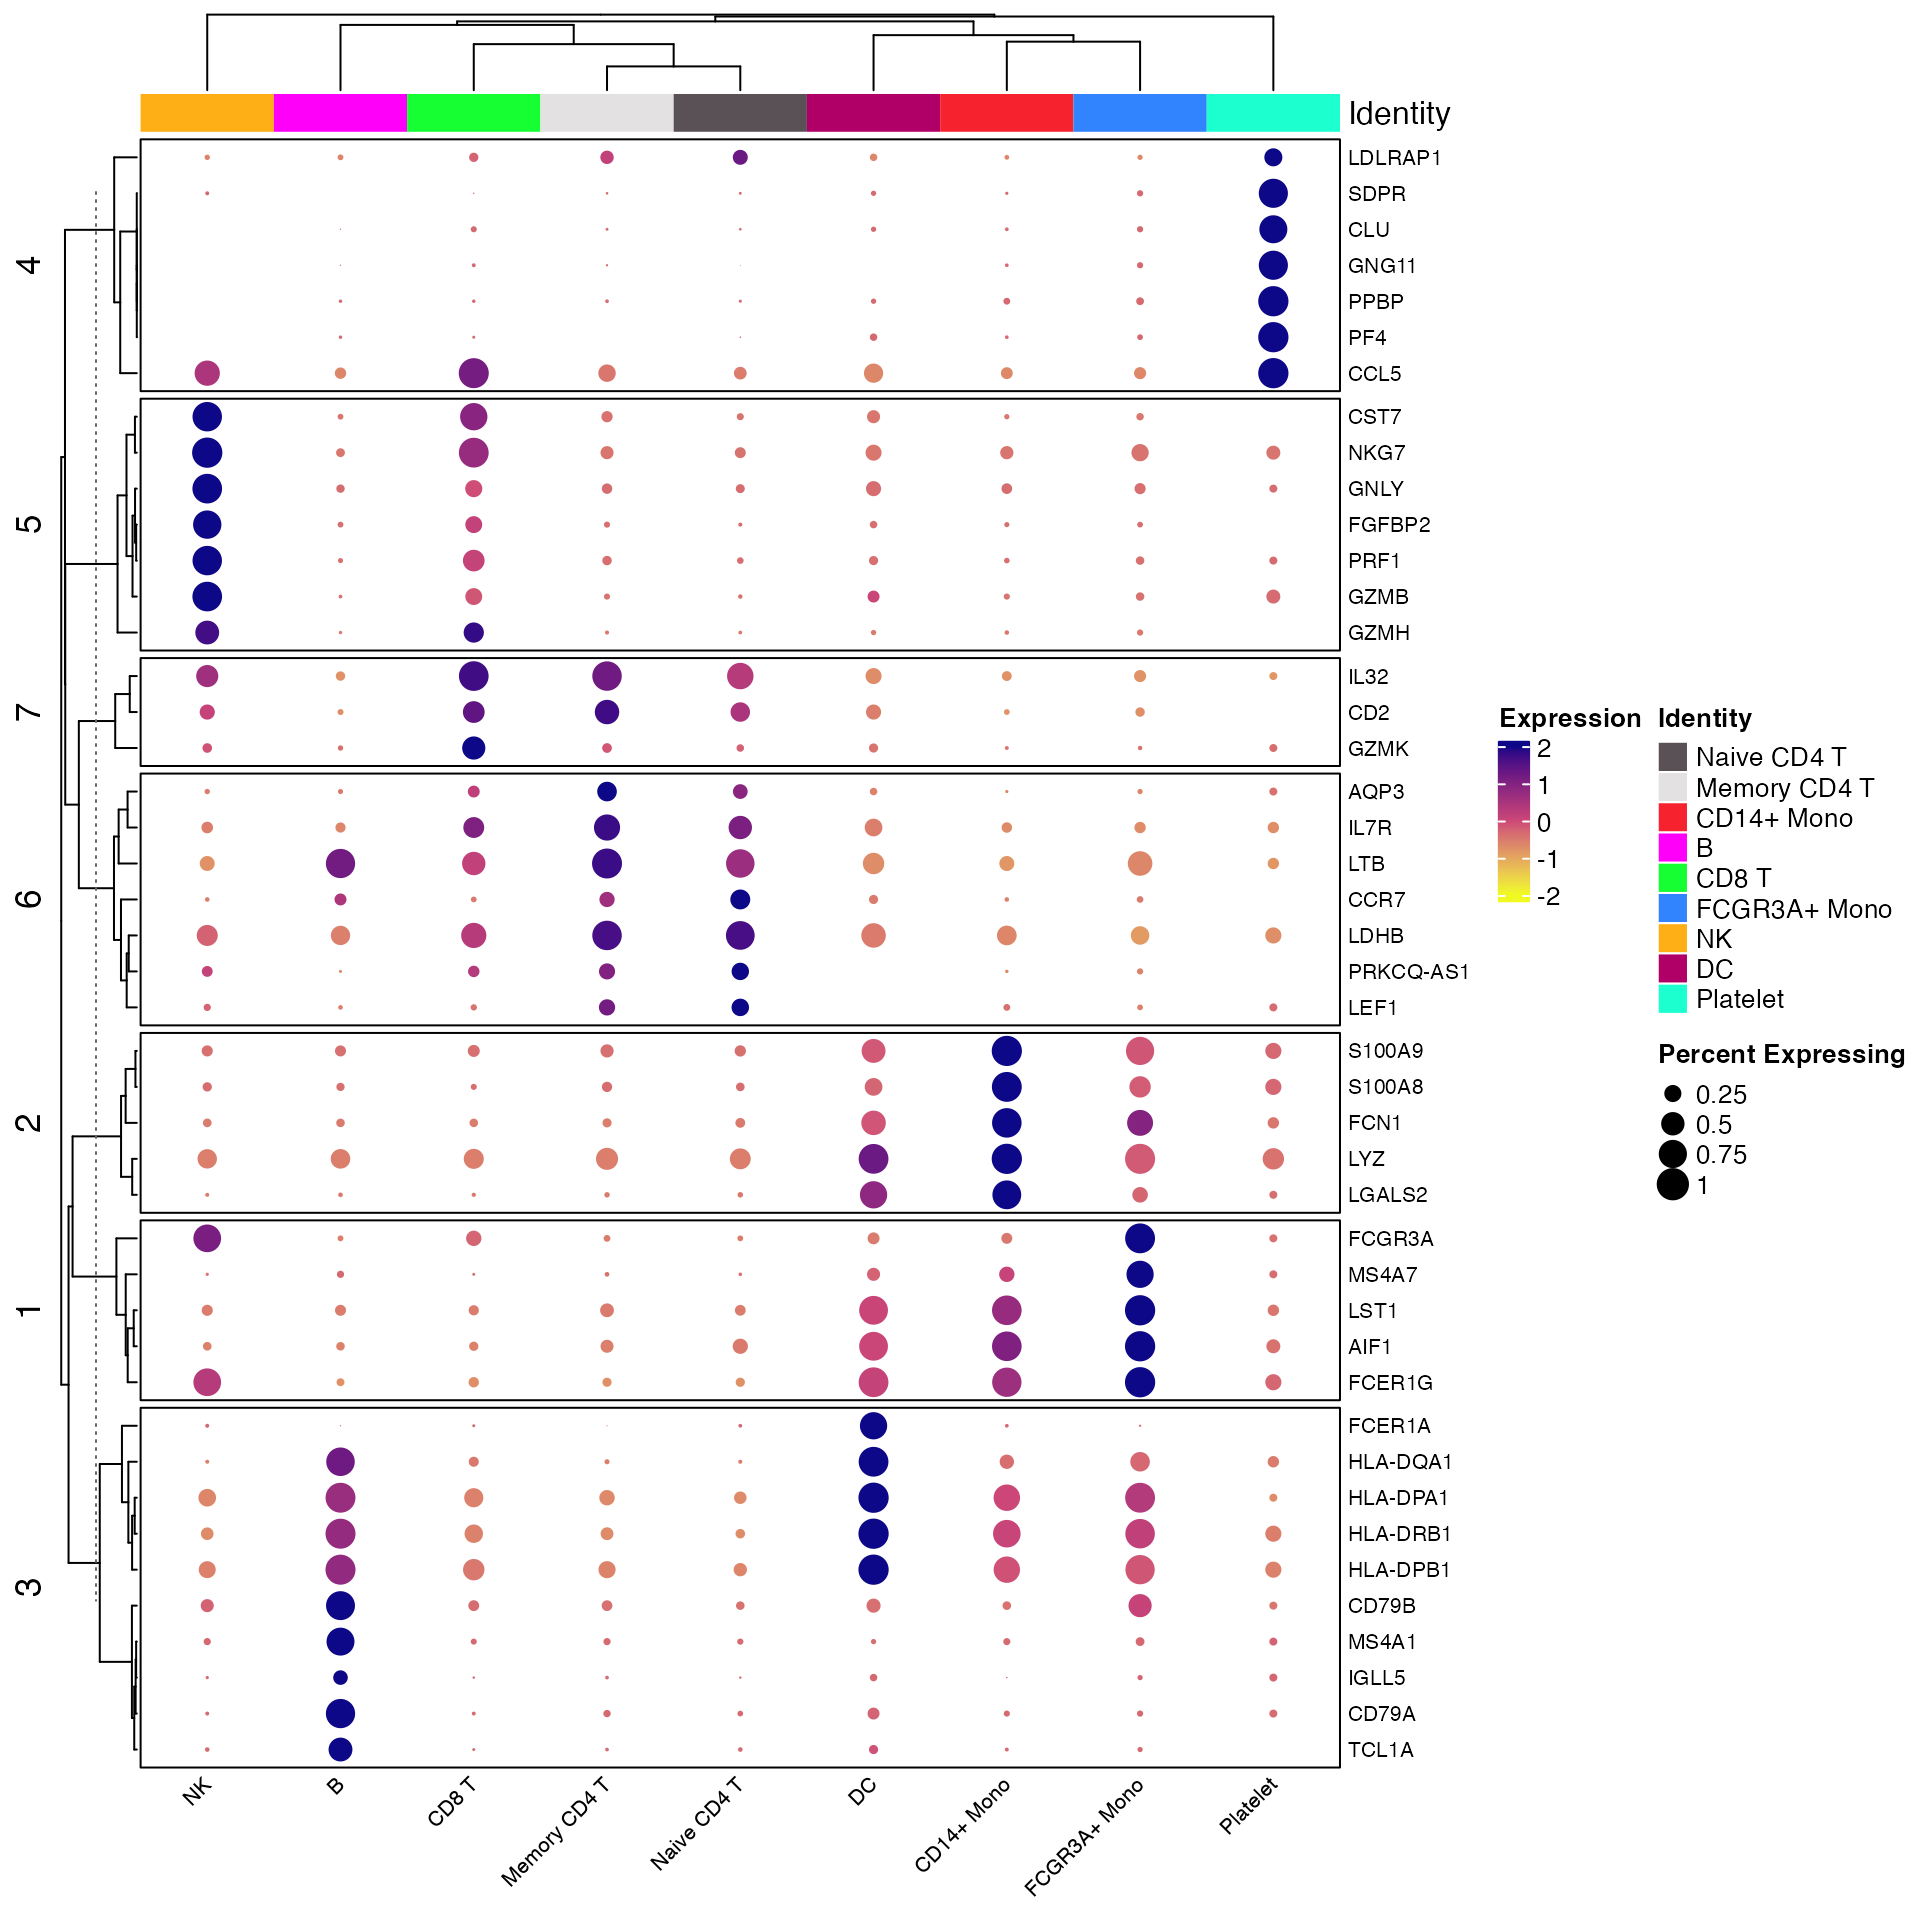 Identity
4
LDLRAP1
SDPR
CLU
GNG11
PPBP
PF4
CCL5
5
CST7
NKG7
GNLY
FGFBP2
PRF1
GZMB
GZMH
7
IL32
CD2
GZMK
6
AQP3
IL7R
LTB
CCR7
LDHB
PRKCQ-AS1
LEF1
2
S100A9
S100A8
FCN1
LYZ
LGALS2
1
FCGR3A
MS4A7
LST1
AIF1
FCER1G
3
FCER1A
HLA-DQA1
HLA-DPA1
HLA-DRB1
HLA-DPB1
CD79B
MS4A1
IGLL5
CD79A
TCL1A
NK
B
CD8 T
Memory CD4 T
Naive CD4 T
DC
CD14+ Mono
FCGR3A+ Mono
Platelet
Expression
2
1
0
-1
-2
Identity
Naive CD4 T
Memory CD4 T
CD14+ Mono
B
CD8 T
FCGR3A+ Mono
NK
DC
Platelet
Percent Expressing
0.25
0.5
0.75
1